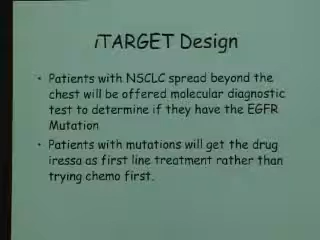 iTARGET Design
• Patients with NSCLC spread beyond the
chest will be offered molecular diagnostic
test to determine if they have the EGFR
Mutation
• Patients with mutations will get the drug
iressa as first line treatment rather than
trying chemo first.